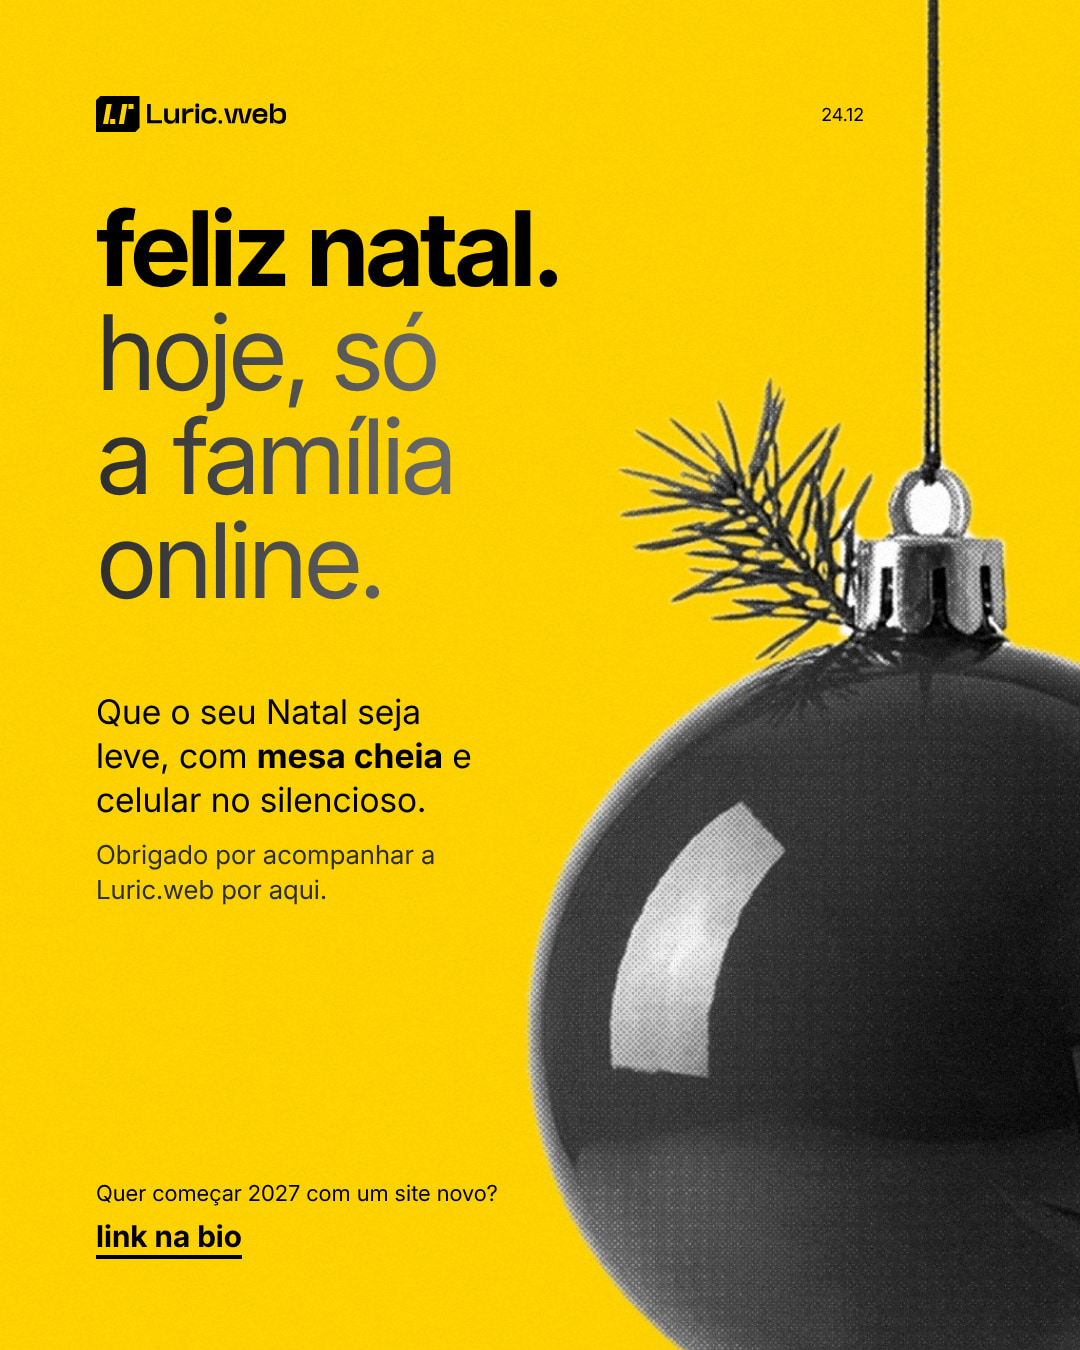 Luric.web
24.12
feliz natal.
hoje, só
a família
online.
Que o seu Natal seja
leve, com mesa cheia e
celular no silencioso.
Obrigado por acompanhar a
Luric.web por aqui.
Quer começar 2027 com um site novo?
link na bio